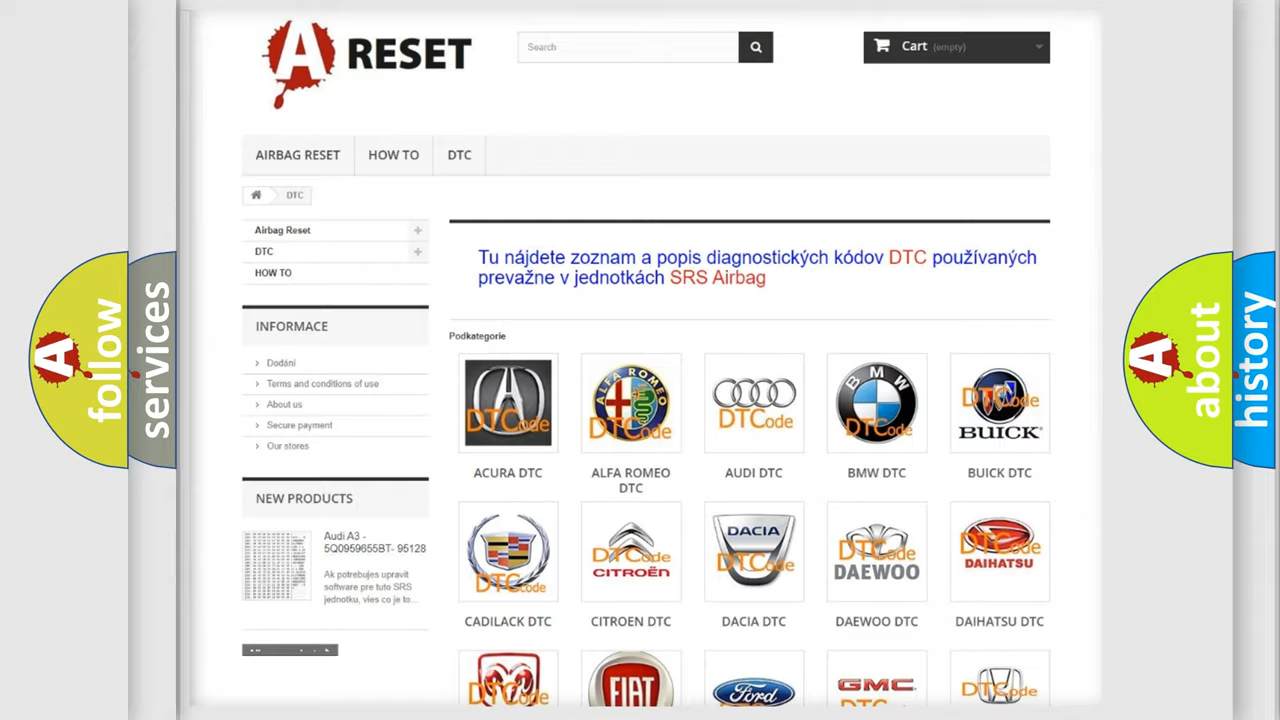 A RESET
Search
Cart (empty)
AIRBAG RESET
HOW TO
DTC
DTC
Airbag Reset
DTC
HOW TO
INFORMACE
Dodání
Terms and conditions of use
About us
Secure payment
Our stores
NEW PRODUCTS
Audi A3 -
5Q0959655BT- 95128
Ak potrebujes upravit
software pre tuto SRS
jednotku, vies co je to...
Tu nájdete zoznam a popis diagnostických kódov DTC používaných
prevažne v jednotkách SRS Airbag
Podkategorie
DTCode
ALFA ROMEO
DTCode
DTCode
BMW
DTCode
DTCode
BUICK
ACURA DTC
ALFA ROMEO
DTC
AUDI DTC
BMW DTC
BUICK DTC
DTCode
DTCode
CITROËN
DACIA
DTCode
DTCode
DAEWOO
DTCode
DAIHATSU
CADILACK DTC
CITROEN DTC
DACIA DTC
DAEWOO DTC
DAIHATSU DTC
DTCode
FIAT
Ford
GMC
DTCode
A follow
services
A about
history